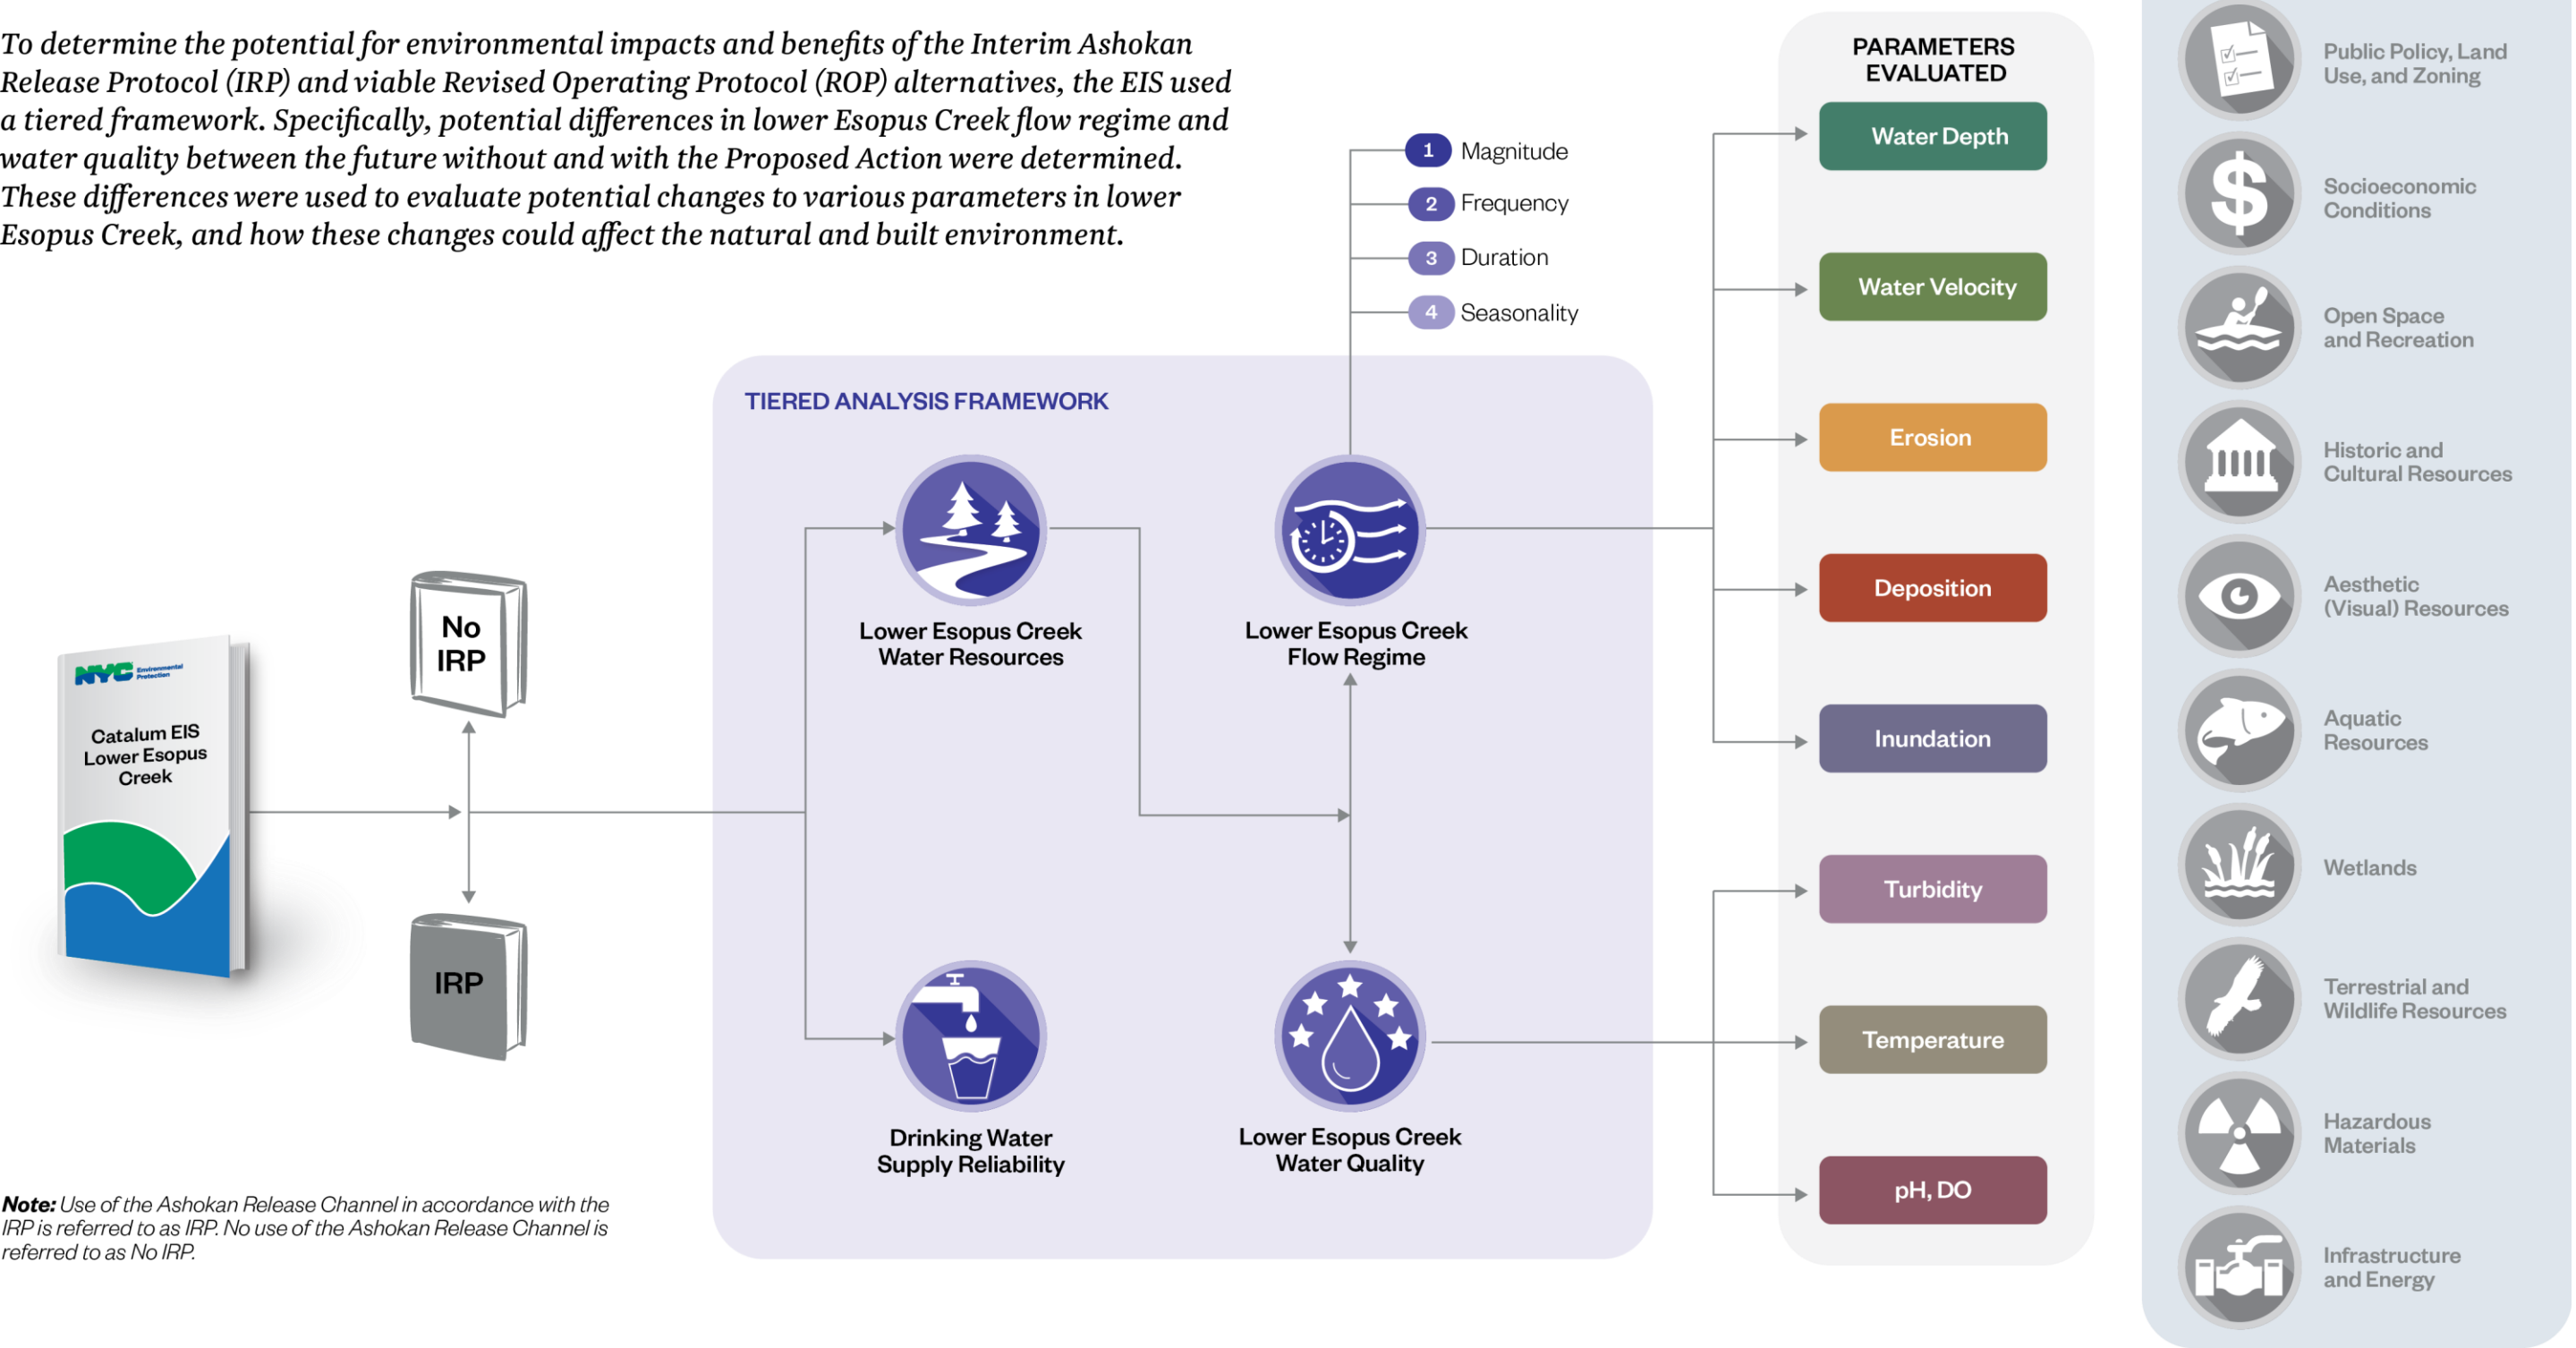 To determine the potential for environmental impacts and benefits of the Interim Ashokan
Release Protocol (IRP) and viable Revised Operating Protocol (ROP) alternatives, the EIS used
a tiered framework. Specifically, potential differences in lower Esopus Creek flow regime and
water quality between the future without and with the Proposed Action were determined.
These differences were used to evaluate potential changes to various parameters in lower
Esopus Creek, and how these changes could affect the natural and built environment.
NYC Environmental
Protection
Catalum EIS
Lower Esopus
Creek
No
IRP
IRP
Note: Use of the Ashokan Release Channel in accordance with the
IRP is referred to as IRP. No use of the Ashokan Release Channel is
referred to as No IRP.
TIERED ANALYSIS FRAMEWORK
Lower Esopus Creek
Water Resources
Drinking Water
Supply Reliability
1 Magnitude
2 Frequency
3 Duration
4 Seasonality
Lower Esopus Creek
Flow Regime
Lower Esopus Creek
Water Quality
PARAMETERS
EVALUATED
Water Depth
Water Velocity
Erosion
Deposition
Inundation
Turbidity
Temperature
pH, DO
Public Policy, Land
Use, and Zoning
Socioeconomic
Conditions
Open Space
and Recreation
Historic and
Cultural Resources
Aesthetic
(Visual) Resources
Aquatic
Resources
Wetlands
Terrestrial and
Wildlife Resources
Hazardous
Materials
Infrastructure
and Energy